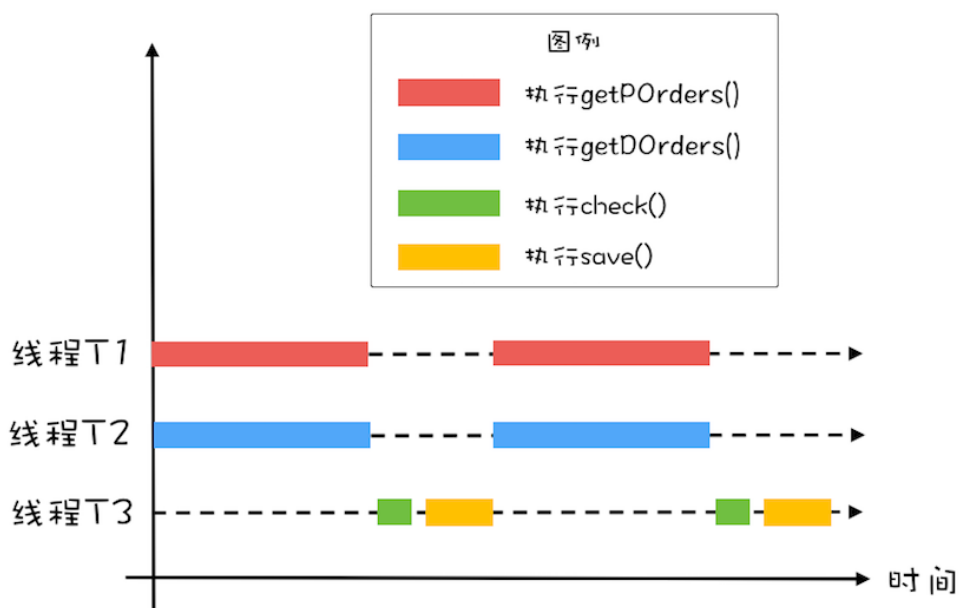 图例
执行getPOrders()
执行getDOrders()
执行check()
执行save()
线程T1
线程T2
线程T3
时间